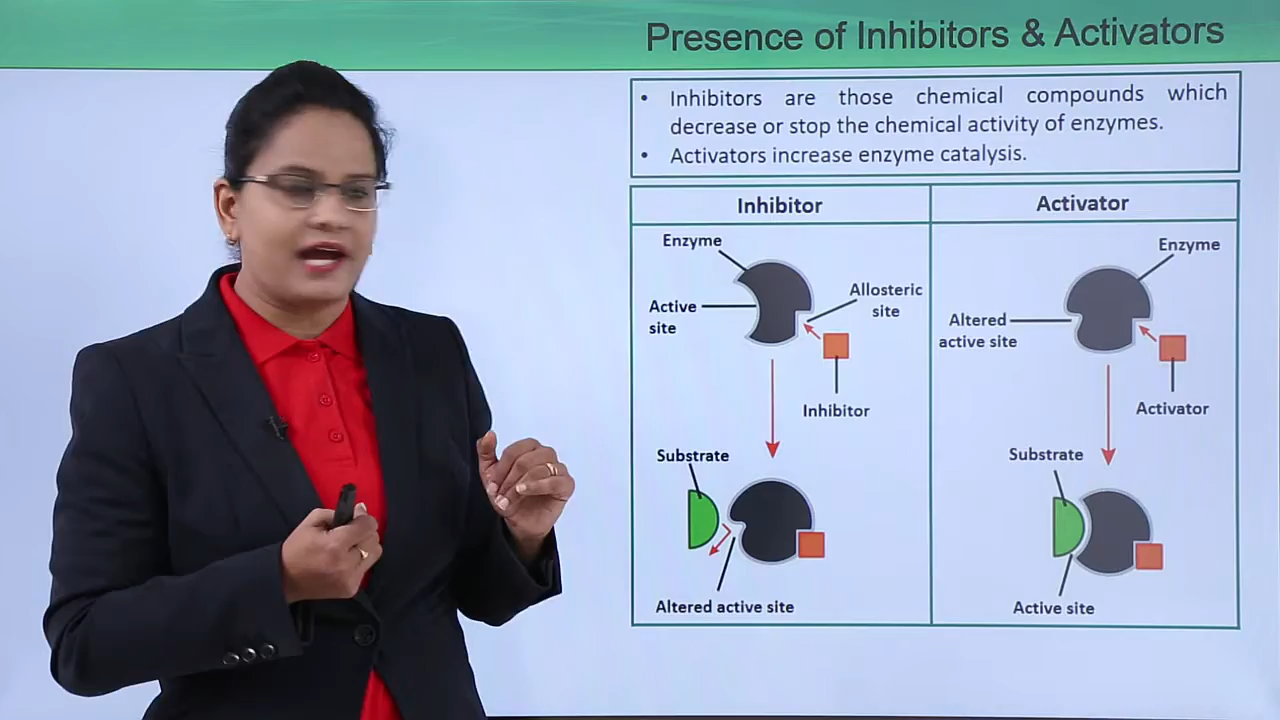 Presence of Inhibitors & Activators
• Inhibitors are those chemical compounds which
decrease or stop the chemical activity of enzymes.
• Activators increase enzyme catalysis.
Inhibitor
Enzyme
Active
site
Allosteric
site
Inhibitor
Substrate
Altered active site
Activator
Enzyme
Altered
active site
Activator
Substrate
Active site